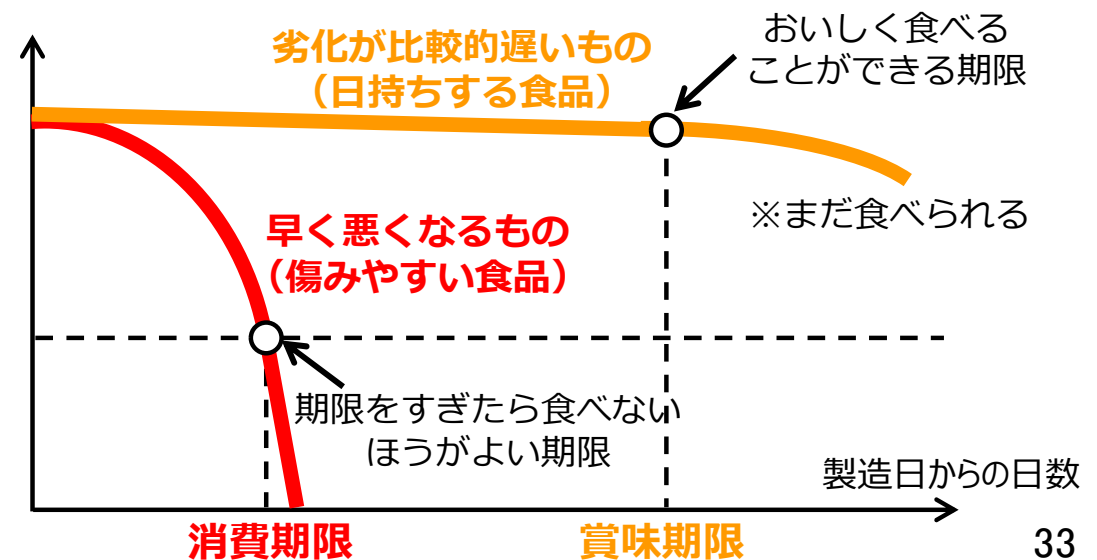 劣化が比較的遅いもの
（日持ちする食品）
おいしく食べる
ことができる期限
※まだ食べられる
早く悪くなるもの
（傷みやすい食品）
期限をすぎたら食べない
ほうがよい期限
製造日からの日数
消費期限
賞味期限
33